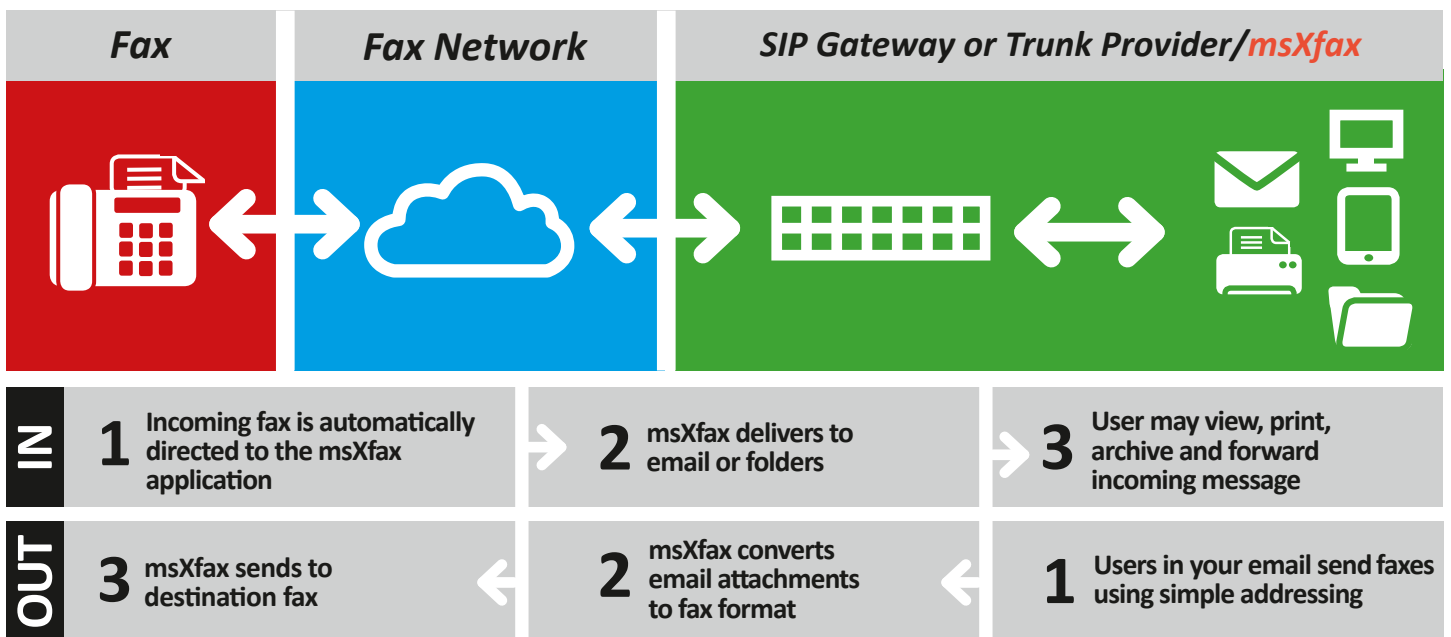 Fax
Fax Network
SIP Gateway or Trunk Provider/msXfax
IN
1
Incoming fax is automatically
directed to the msXfax
application
2
msXfax delivers to
email or folders
3
User may view, print,
archive and forward
incoming message
OUT
3
msXfax sends to
destination fax
2
msXfax converts
email attachments
to fax format
1
Users in your email send faxes
using simple addressing